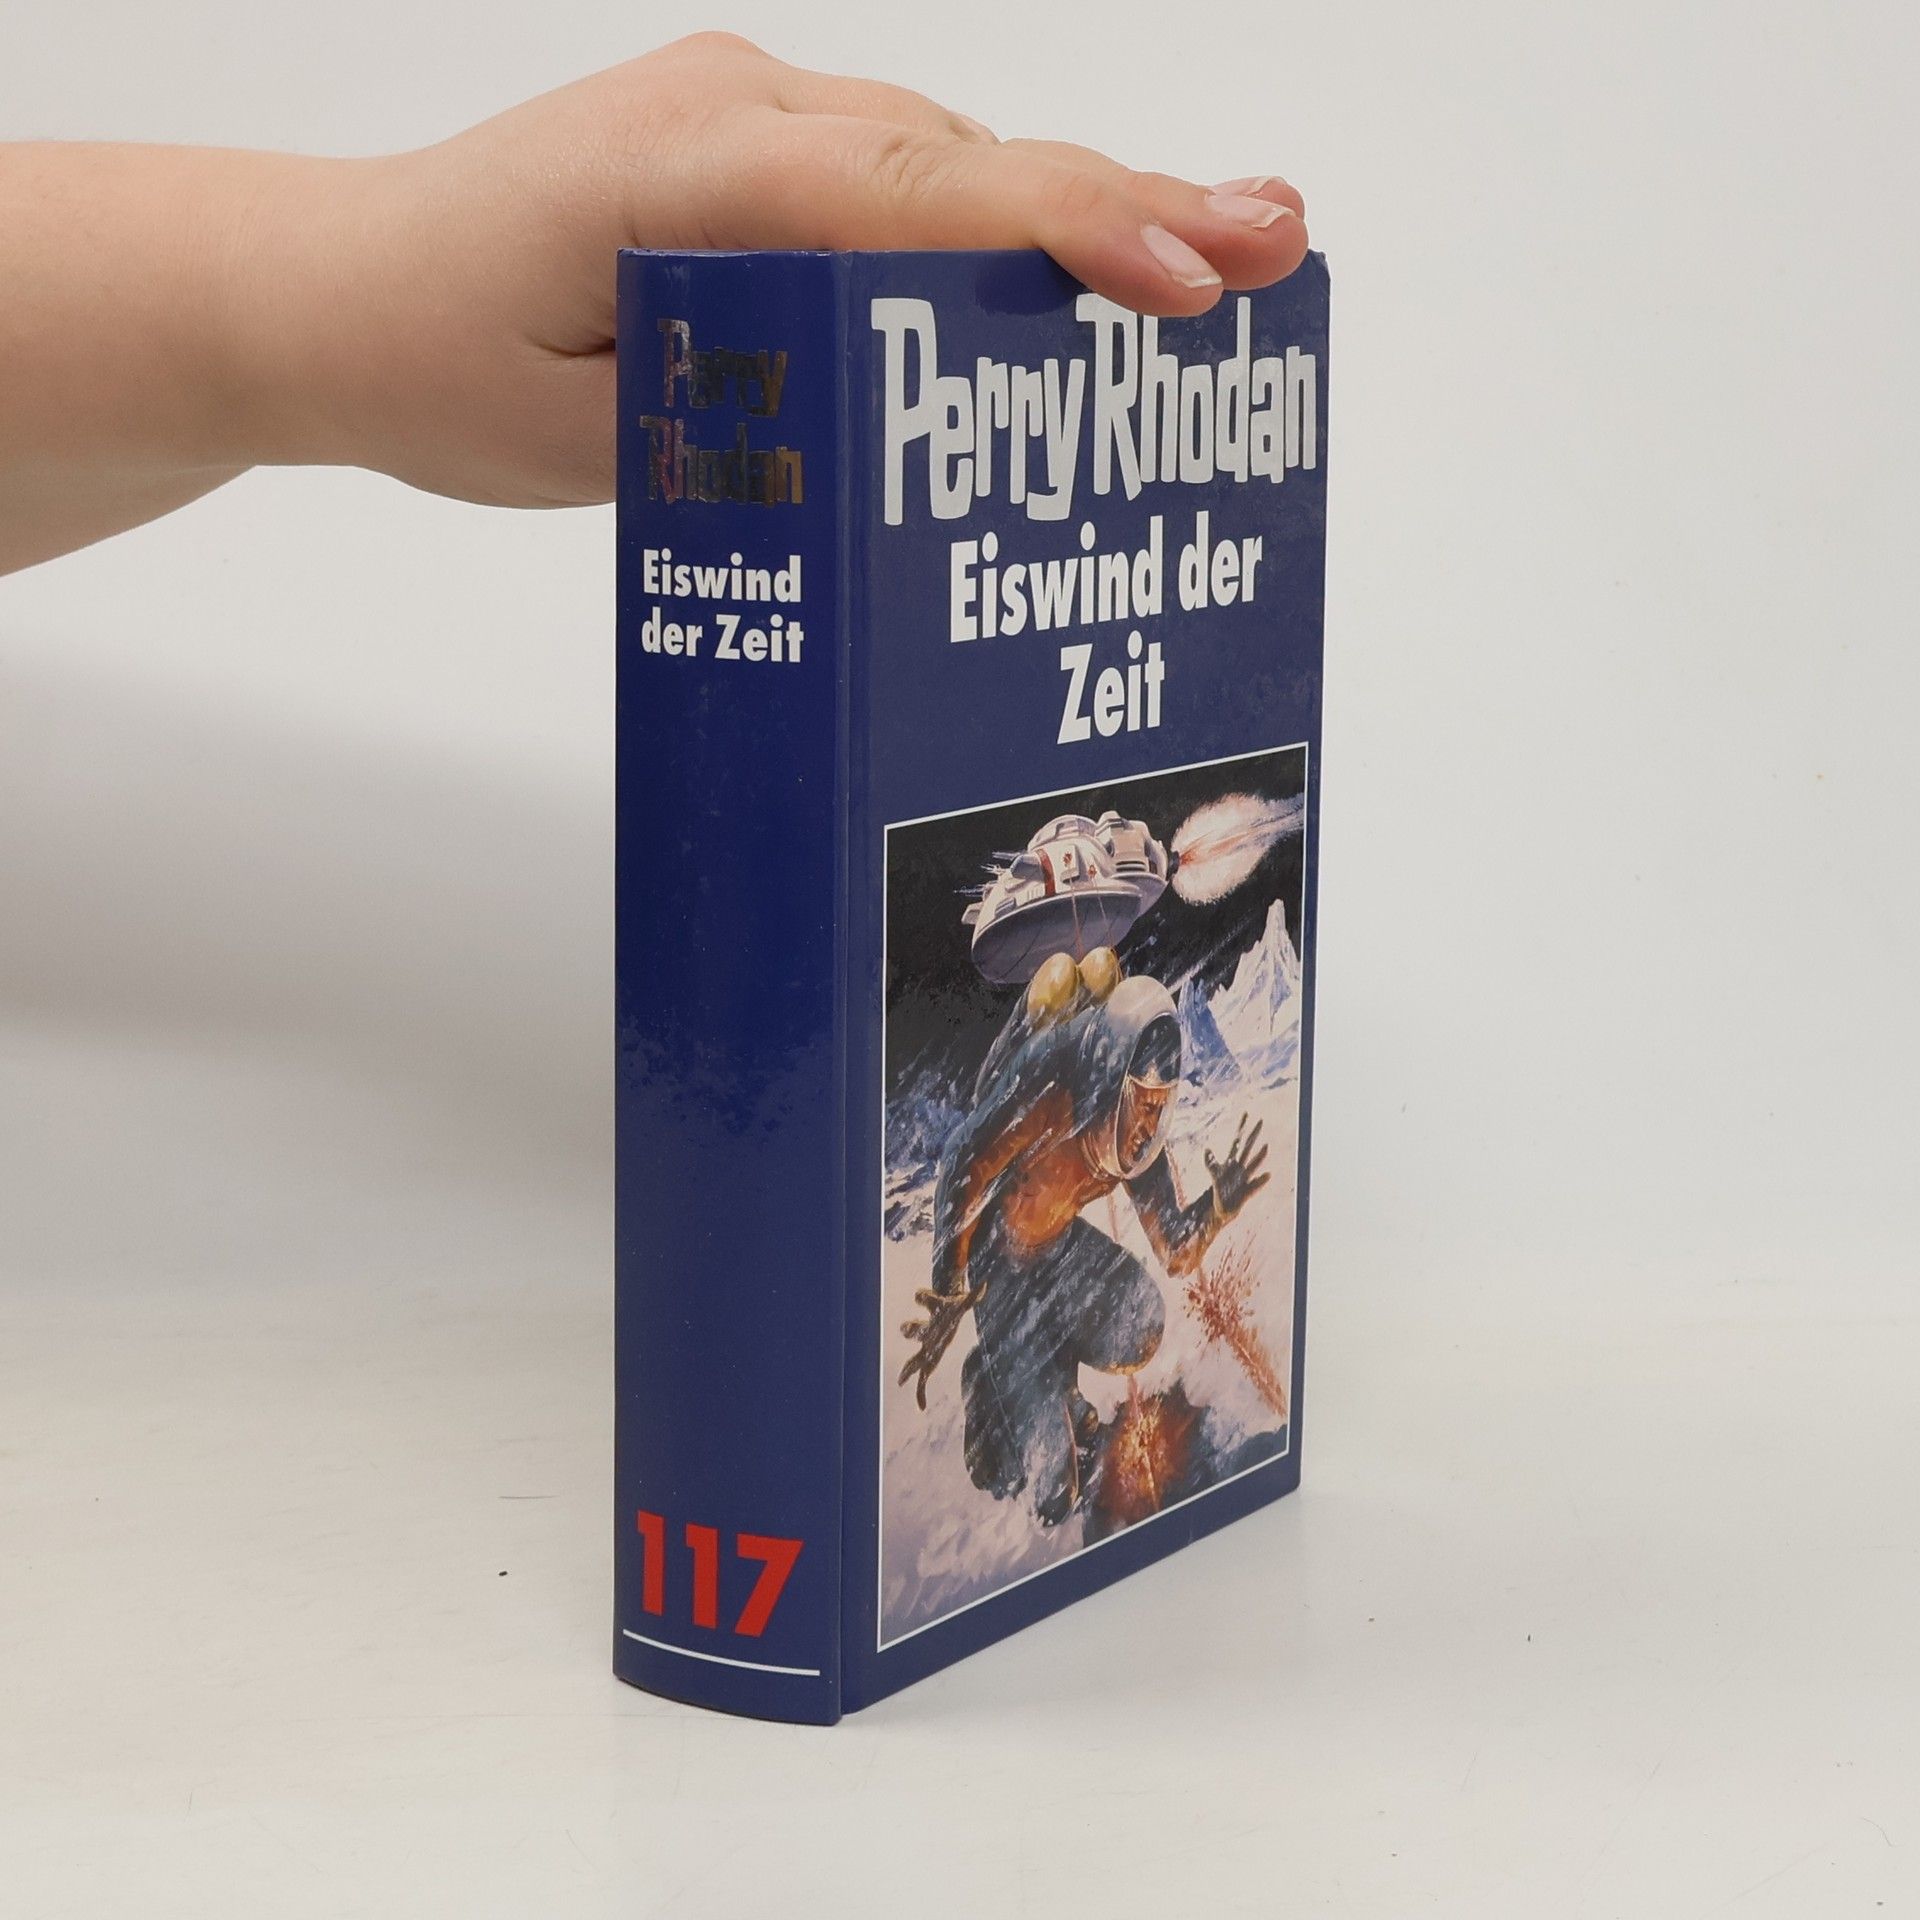 Perry
Rhodan
Eiswind
der Zeit
117
Perry Rhodan
Eiswind der
Zeit